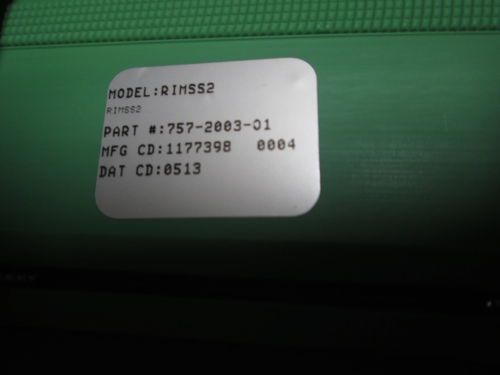 MODEL:RIMSS2
RIMSS2
PART #:757-2003-01
MFG CD:1177398 0004
DAT CD:0513